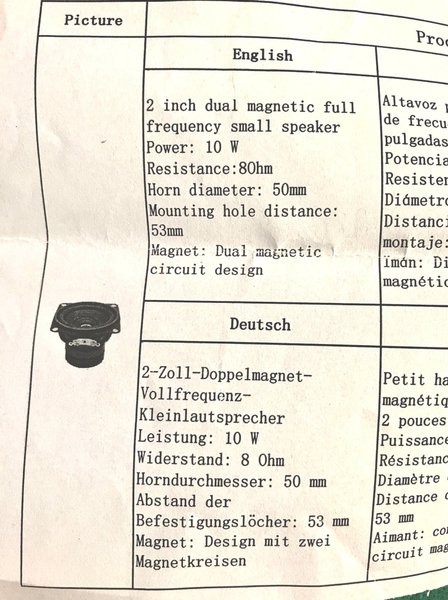 Picture
Prod
English
2 inch dual magnetic full
frequency small speaker
Power: 10 W
Resistance:8Ohm
Horn diameter: 50mm
Mounting hole distance:
53mm
Magnet: Dual magnetic
circuit design
Altavoz
de frecu
pulgadas
Potencia
Resisten
Diámetro
Distanci
montaje:
imán: Di
magnétic
Deutsch
2-Zoll-Doppelmagnet-
Vollfrequenz-
Kleinlautsprecher
Leistung: 10 W
Widerstand: 8 Ohm
Horndurchmesser: 50 mm
Abstand der
Befestigungslöcher: 53 mm
Magnet: Design mit zwei
Magnetkreisen
Petit ha
magnétiq
2 pouces
Puissance
Résistanc
Diamètre
Distance
53 mm
Aimant: co
circuit mag